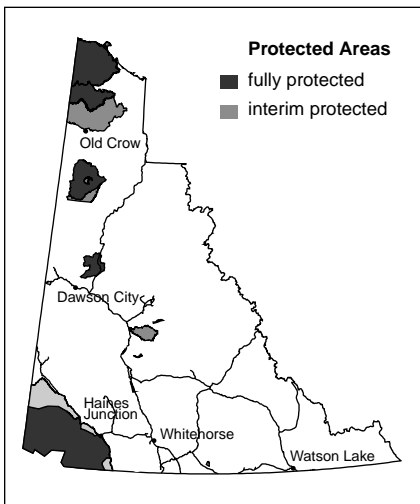 Protected Areas
fully protected
interim protected
Old Crow
Dawson City
Haines
Junction
Whitehorse
Watson Lake